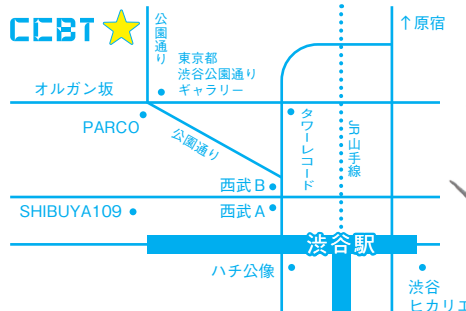 CCBT
公園通り
↑原宿
東京都
渋谷公園通り
ギャラリー
オルガン坂
PARCO
公園通り
タワーレコード
JR山手線
西武B
西武A
SHIBUYA109
渋谷駅
ハチ公像
渋谷
ヒカリエ